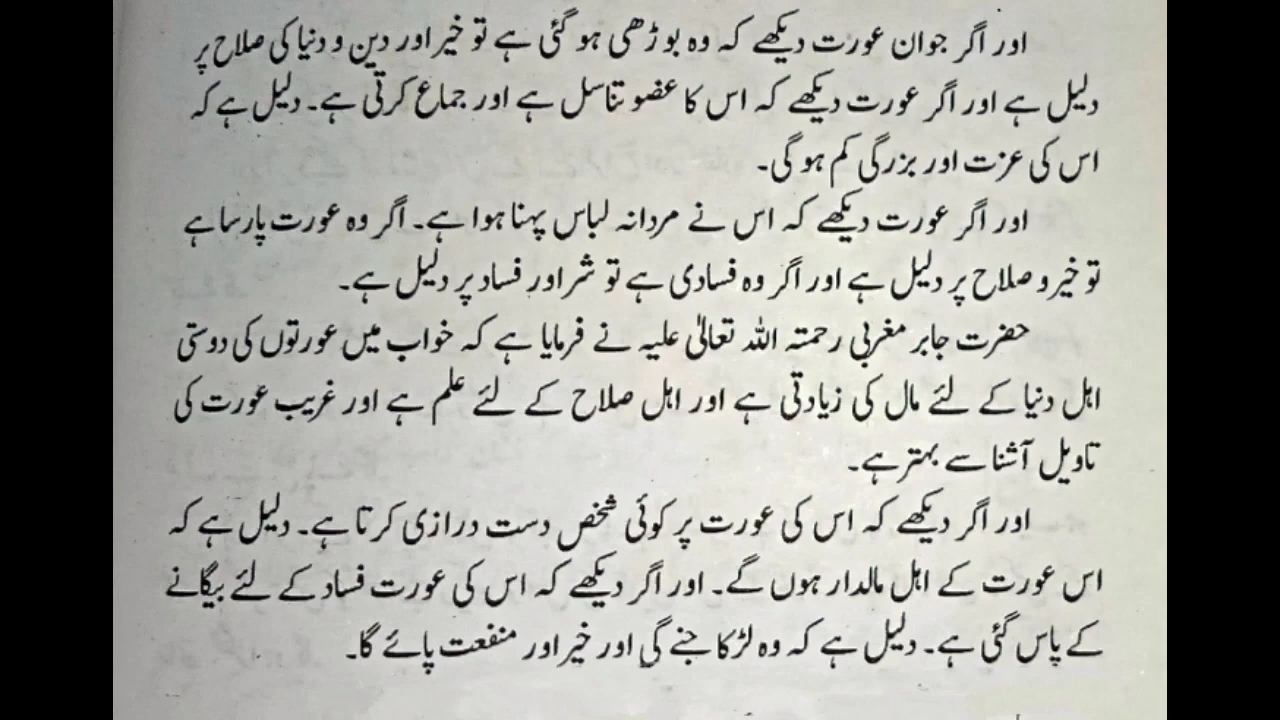 اور اگر جوان عورت دیکھے کہ وہ بوڑھی ہو گئی ہے تو خیر اور دین و دنیا کی صلاح پر
دلیل ہے اور اگر عورت دیکھے کہ اس کا عضو تناسل ہے اور جماع کرتی ہے۔ دلیل ہے کہ
اس کی عزت اور بزرگی کم ہو گی۔
اور اگر عورت دیکھے کہ اس نے مردانہ لباس پہنا ہوا ہے۔ اگر وہ عورت پارسا ہے
تو خیر و صلاح پر دلیل ہے اور اگر وہ فسادی ہے تو شر اور فساد پر دلیل ہے۔
حضرت جابر مغربی رحمتہ اللہ تعالیٰ علیہ نے فرمایا ہے کہ خواب میں عورتوں کی دوستی
اہل دنیا کے لئے مال کی زیادتی ہے اور اہل صلاح کے لئے علم ہے اور غریب عورت کی
تاویل آشنا سے بہتر ہے۔
اور اگر دیکھے کہ اس کی عورت پر کوئی شخص دست درازی کرتا ہے۔ دلیل ہے کہ
اس عورت کے اہل مالدار ہوں گے۔ اور اگر دیکھے کہ اس کی عورت فساد کے لئے بیگانے
کے پاس گئی ہے۔ دلیل ہے کہ وہ لڑکا جنے گی اور خیر اور منفعت پائے گا۔